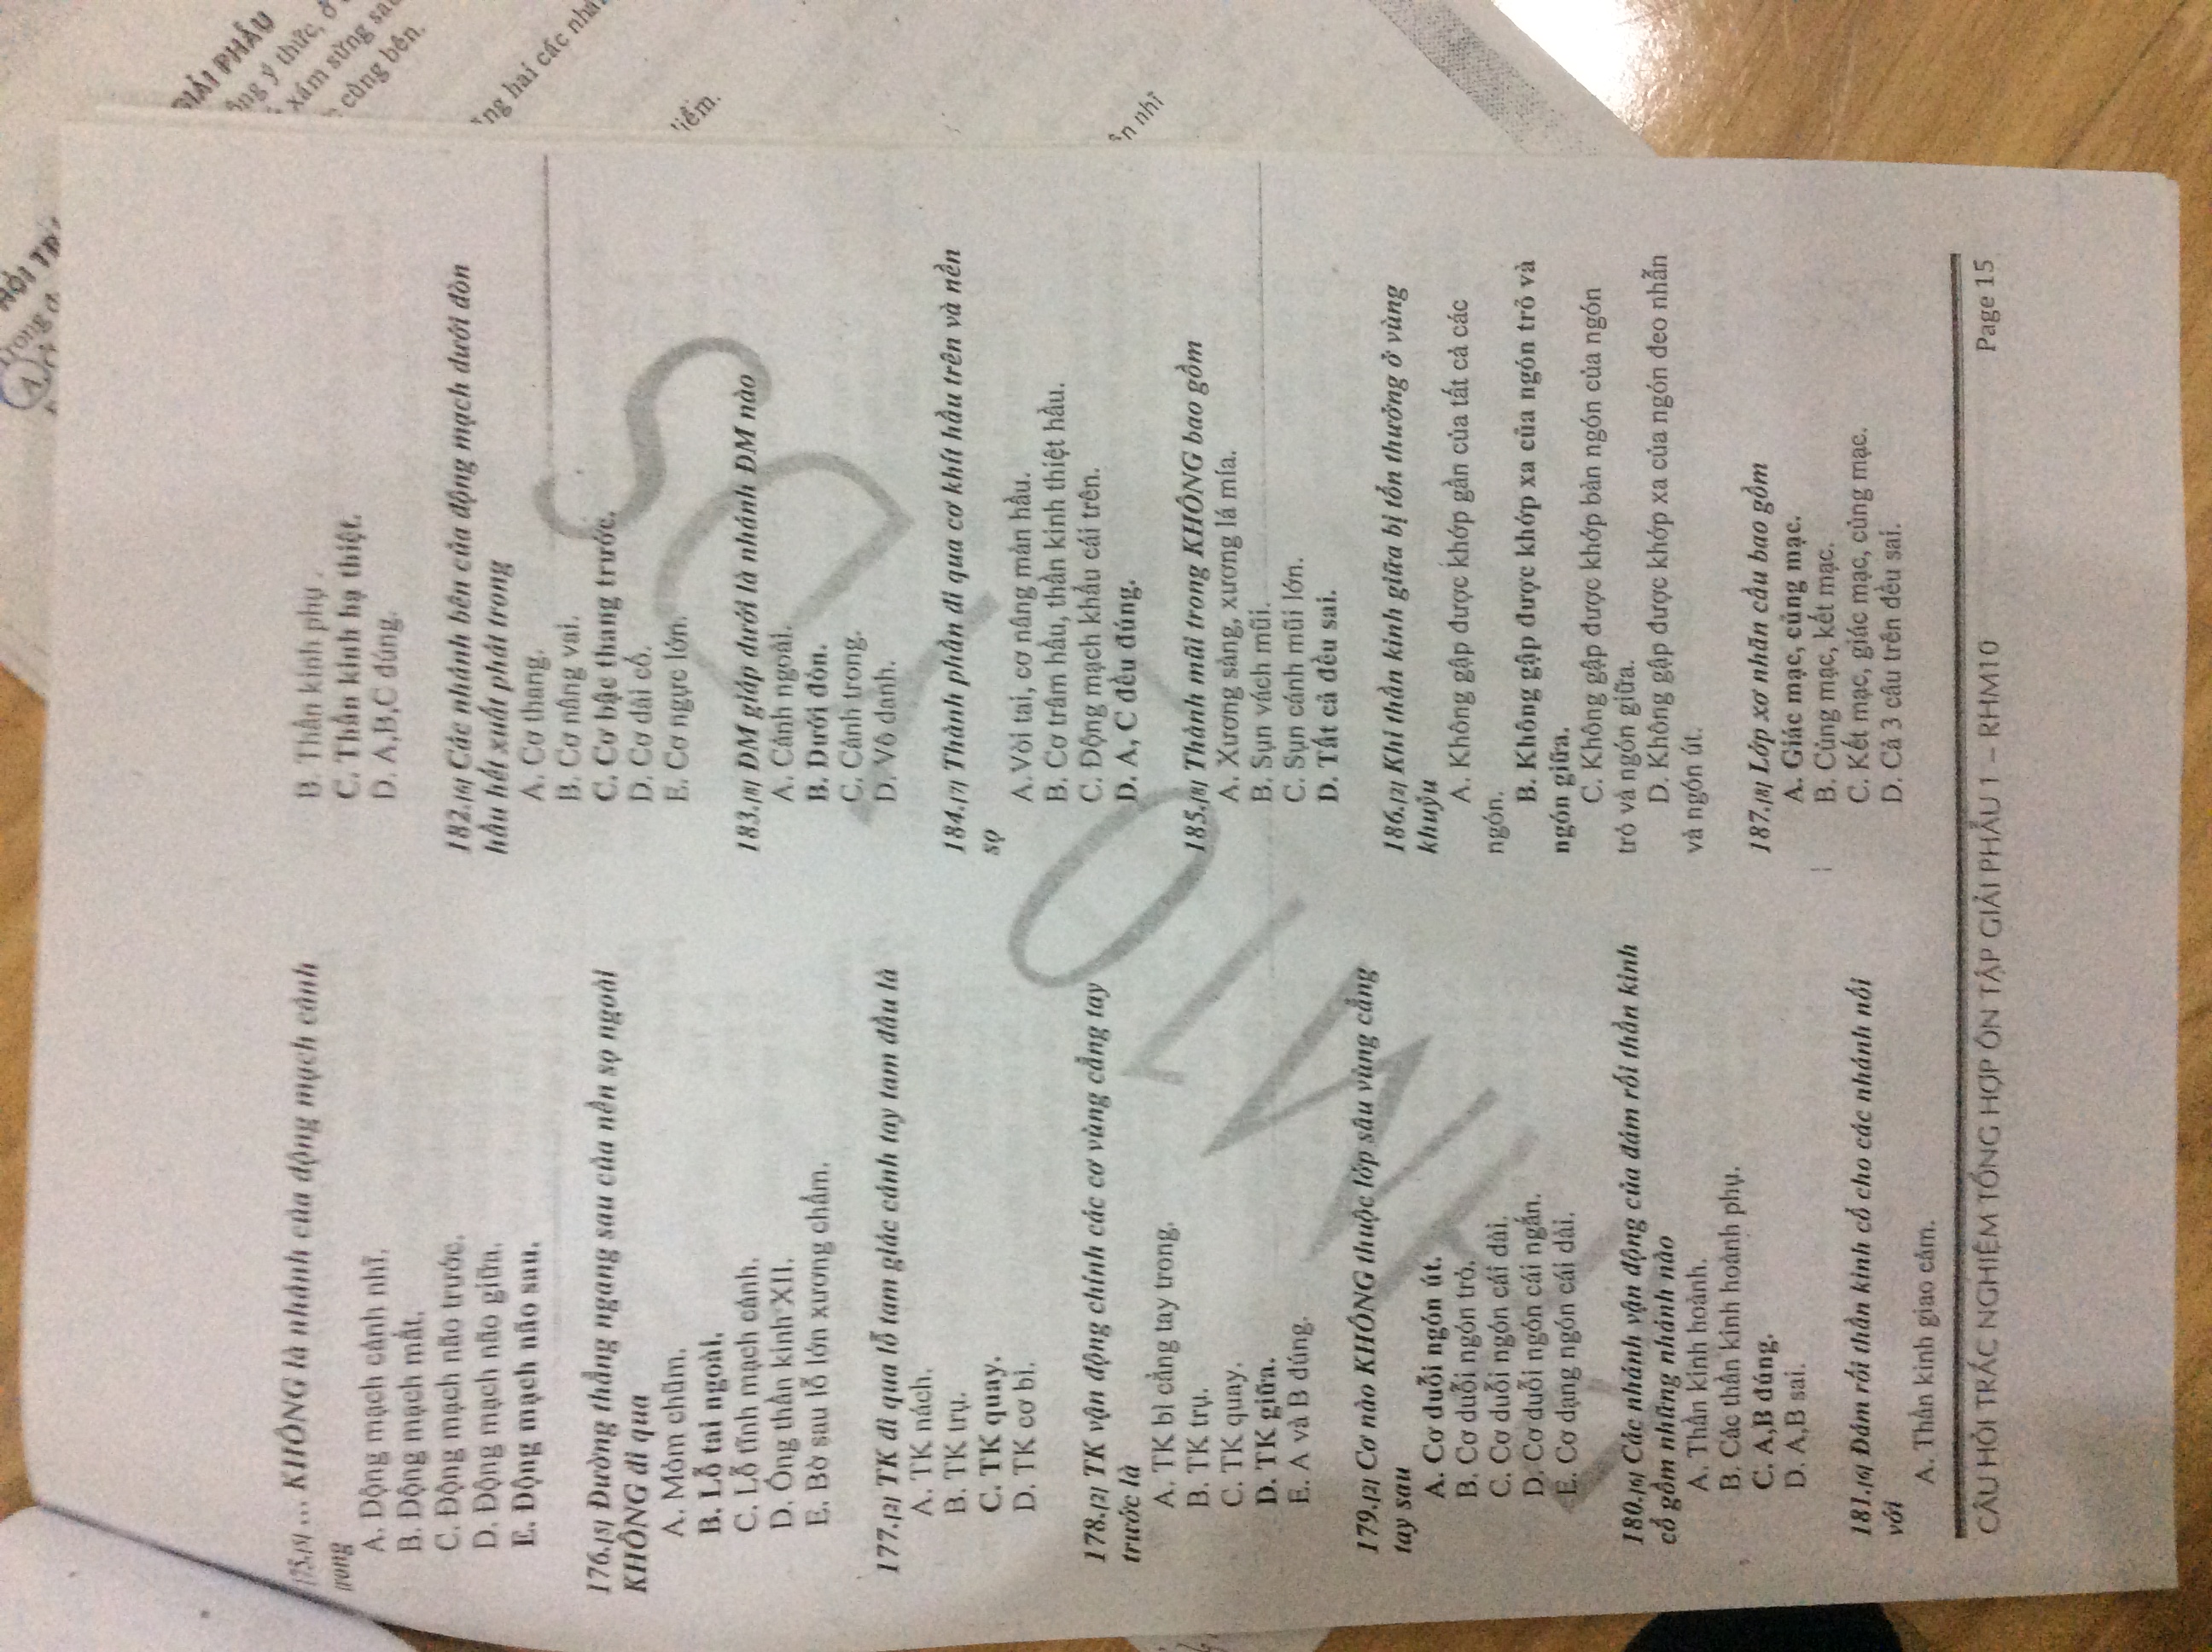 175.[5] ... KHÔNG là nhánh của động mạch cảnh
trong
A. Động mạch cảnh nhĩ.
B. Động mạch mắt.
C. Động mạch não trước.
D. Động mạch não giữa.
E. Động mạch não sau.
176.[5] Đường thẳng ngang sau của nền sọ ngoài
KHÔNG đi qua
A. Mỏm chũm.
B. Lỗ tai ngoài.
C. Lỗ tĩnh mạch cảnh.
D. Ống thần kinh XII.
E. Bờ sau lỗ lớn xương chẩm.
177.[2] TK đi qua lỗ tam giác cánh tay tam đầu là
A. TK nách.
B. TK trụ.
C. TK quay.
D. TK cơ bì.
178.[2] TK vận động chính các cơ vùng cẳng tay
trước là
A. TK bì cẳng tay trong.
B. TK trụ.
C. TK quay.
D. TK giữa.
E. A và B đúng.
179.[2] Cơ nào KHÔNG thuộc lớp sâu vùng cẳng
tay sau
A. Cơ duỗi ngón út.
B. Cơ duỗi ngón trỏ.
C. Cơ duỗi ngón cái dài.
D. Cơ duỗi ngón cái ngắn.
E. Cơ dạng ngón cái dài.
180.[6] Các nhánh vận động của đám rối thần kinh
cổ gồm những nhánh nào
A. Thần kinh hoành.
B. Các thần kinh hoành phụ.
C. A,B đúng.
D. A,B sai.
181.[6] Đám rối thần kinh cổ cho các nhánh nối
với
A. Thần kinh giao cảm.
B. Thần kinh phụ .
C. Thần kinh hạ thiệt.
D. A,B,C đúng.
182.[6] Các nhánh bên của động mạch dưới đòn
hầu hết xuất phát trong
A. Cơ thang.
B. Cơ nâng vai.
C. Cơ bậc thang trước.
D. Cơ dài cổ.
E. Cơ ngực lớn.
183.[8] ĐM giáp dưới là nhánh ĐM nào
A. Cảnh ngoài.
B. Dưới đòn.
C. Cảnh trong.
D. Vô danh.
184.[7] Thành phần đi qua cơ khít hầu trên và nền
sọ
A.Vòi tai, cơ nâng màn hầu.
B. Cơ trâm hầu, thần kinh thiệt hầu.
C. Động mạch khẩu cái trên.
D. A, C đều đúng.
185.[8] Thành mũi trong KHÔNG bao gồm
A. Xương sàng, xương lá mía.
B. Sụn vách mũi.
C. Sụn cánh mũi lớn.
D. Tất cả đều sai.
186.[2] Khi thần kinh giữa bị tổn thưởng ở vùng
khuỷu
A. Không gập được khớp gần của tất cả các
ngón.
B. Không gập được khớp xa của ngón trỏ và
ngón giữa.
C. Không gập được khớp bàn ngón của ngón
trỏ và ngón giữa.
D. Không gập được khớp xa của ngón đeo nhẫn
và ngón út.
187.[8] Lớp xơ nhãn cầu bao gồm
A. Giác mạc, củng mạc.
B. Củng mạc, kết mạc.
C. Kết mạc, giác mạc, củng mạc.
D. Cả 3 câu trên đều sai.
CÂU HỎI TRẮC NGHIỆM TỔNG HỢP ÔN TẬP GIẢI PHẪU 1 – RHM10
Page 15
GIẢI PHẪU
ý thức, ở
xám sừng
cùng bên.
hai các